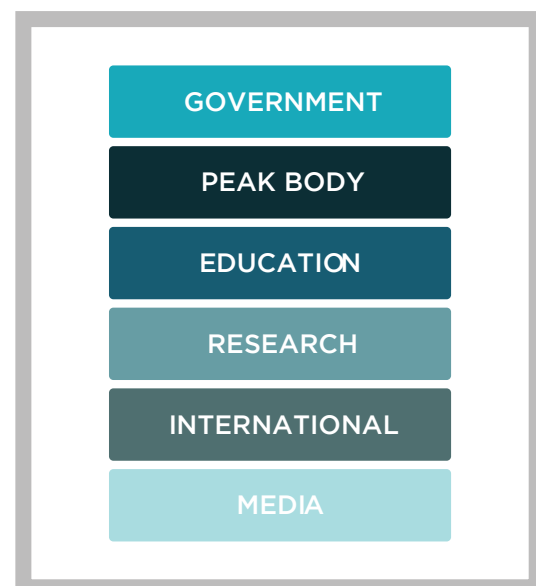 GOVERNMENT
PEAK BODY
EDUCATION
RESEARCH
INTERNATIONAL
MEDIA